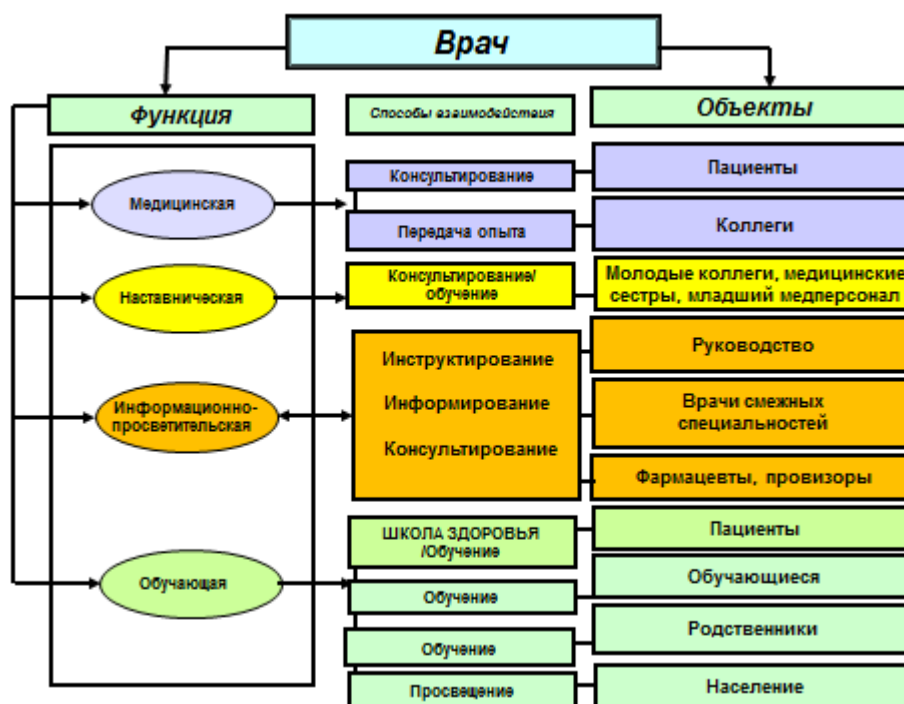 Врач
Функция
Способы взаимодействия
Объекты
Медицинская
Консультирование
Пациенты
Передача опыта
Коллеги
Наставническая
Консультирование/
обучение
Молодые коллеги, медицинские
сестры, младший медперсонал
Информационно-
просветительская
Инструктирование
Информирование
Консультирование
Руководство
Врачи смежных
специальностей
Фармацевты, провизоры
Обучающая
ШКОЛА ЗДОРОВЬЯ
/Обучение
Пациенты
Обучение
Обучающиеся
Обучение
Родственники
Просвещение
Население